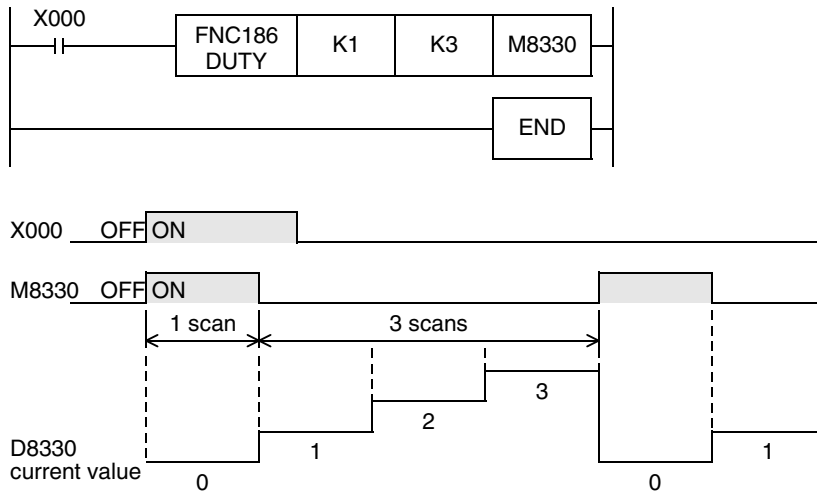 X000
FNC186
DUTY
K1
K3
M8330
END
X000 OFF ON
M8330 OFF ON
1 scan
3 scans
3
2
1
1
D8330
current value
0
0